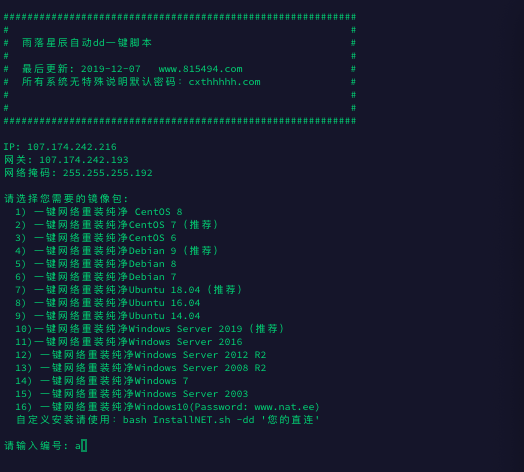 ############################################################
#                                                          #
#  雨落星辰自动dd一键脚本                                  #
#                                                          #
#  最后更新: 2019-12-07   www.815494.com                   #
#  所有系统无特殊说明默认密码: cxthhhhh.com                #
#                                                          #
#                                                          #
############################################################
IP: 107.174.242.216
网关: 107.174.242.193
网络掩码: 255.255.255.192
请选择您需要的镜像包:
  1) 一键网络重装纯净 CentOS 8
  2) 一键网络重装纯净CentOS 7 (推荐)
  3) 一键网络重装纯净CentOS 6
  4) 一键网络重装纯净Debian 9 (推荐)
  5) 一键网络重装纯净Debian 8
  6) 一键网络重装纯净Debian 7
  7) 一键网络重装纯净Ubuntu 18.04 (推荐)
  8) 一键网络重装纯净Ubuntu 16.04
  9) 一键网络重装纯净Ubuntu 14.04
  10)一键网络重装纯净Windows Server 2019 (推荐)
  11)一键网络重装纯净Windows Server 2016
  12) 一键网络重装纯净Windows Server 2012 R2
  13) 一键网络重装纯净Windows Server 2008 R2
  14) 一键网络重装纯净Windows 7
  15) 一键网络重装纯净Windows Server 2003
  16) 一键网络重装纯净Windows10(Password: www.nat.ee)
  自定义安装请使用: bash InstallNET.sh -dd '您的直连'
请输入编号: a